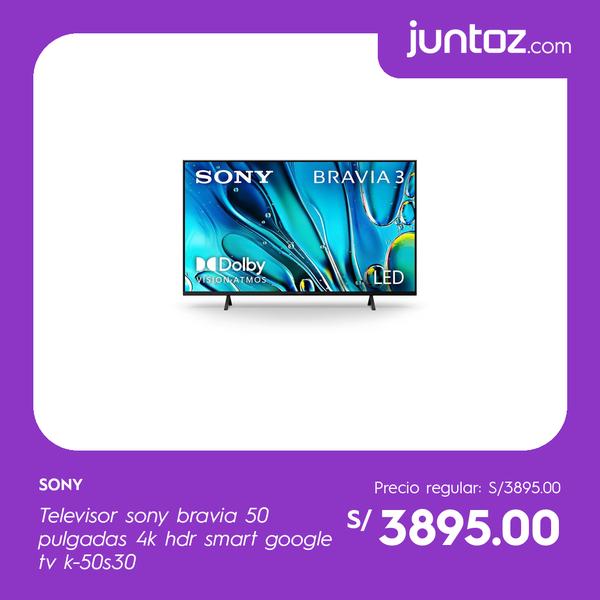 juntoz.com
SONY BRAVIA 3
Dolby
VISION·ATMOS LED
SONY
Televisor sony bravia 50
pulgadas 4k hdr smart google
tv k-50s30
Precio regular: S/3895.00
S/ 3895.00